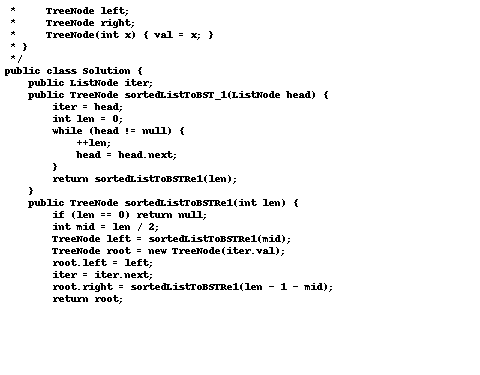 *     TreeNode left;
 *     TreeNode right;
 *     TreeNode(int x) { val = x; }
 * }
 */
public class Solution {
    public ListNode iter;
    public TreeNode sortedListToBST_1(ListNode head) {
        iter = head;
        int len = 0;
        while (head != null) {
            ++len;
            head = head.next;
        }
        return sortedListToBSTRe1(len);
    }
    public TreeNode sortedListToBSTRe1(int len) {
        if (len == 0) return null;
        int mid = len / 2;
        TreeNode left = sortedListToBSTRe1(mid);
        TreeNode root = new TreeNode(iter.val);
        root.left = left;
        iter = iter.next;
        root.right = sortedListToBSTRe1(len - 1 - mid);
        return root;